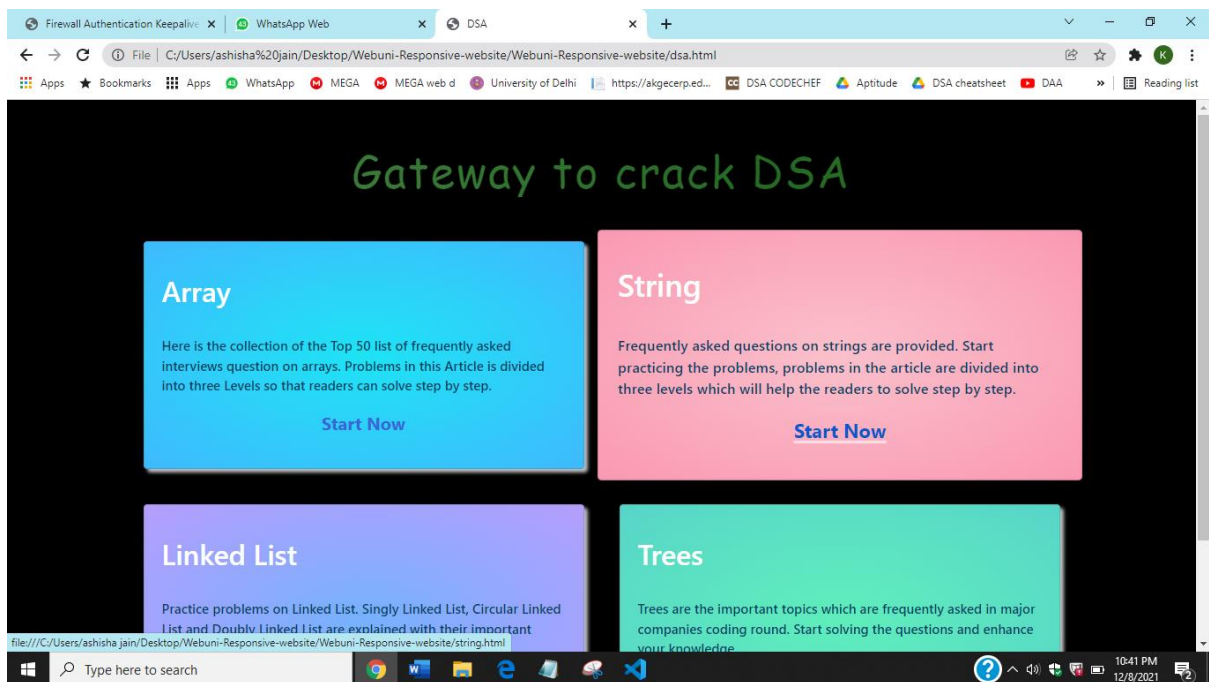 Firewall Authentication Keepalive
WhatsApp Web
DSA
File
C:/Users/ashisha%20jain/Desktop/Webuni-Responsive-website/Webuni-Responsive-website/dsa.html
K
Apps
Bookmarks
Apps
WhatsApp
MEGA
MEGA web d
University of Delhi
https://akgecerp.ed...
CC
DSA CODECHEF
Aptitude
DSA cheatsheet
DAA
»
Reading list
Gateway to crack DSA
Array
Here is the collection of the Top 50 list of frequently asked
interviews question on arrays. Problems in this Article is divided
into three Levels so that readers can solve step by step.
Start Now
String
Frequently asked questions on strings are provided. Start
practicing the problems, problems in the article are divided into
three levels which will help the readers to solve step by step.
Start Now
Linked List
Practice problems on Linked List. Singly Linked List, Circular Linked
List and Doubly Linked List are explained with their important
Trees
Trees are the important topics which are frequently asked in major
companies coding round. Start solving the questions and enhance
your knowledge
file:///C:/Users/ashisha jain/Desktop/Webuni-Responsive-website/Webuni-Responsive-website/string.html
Type here to search
10:41 PM
12/8/2021
2